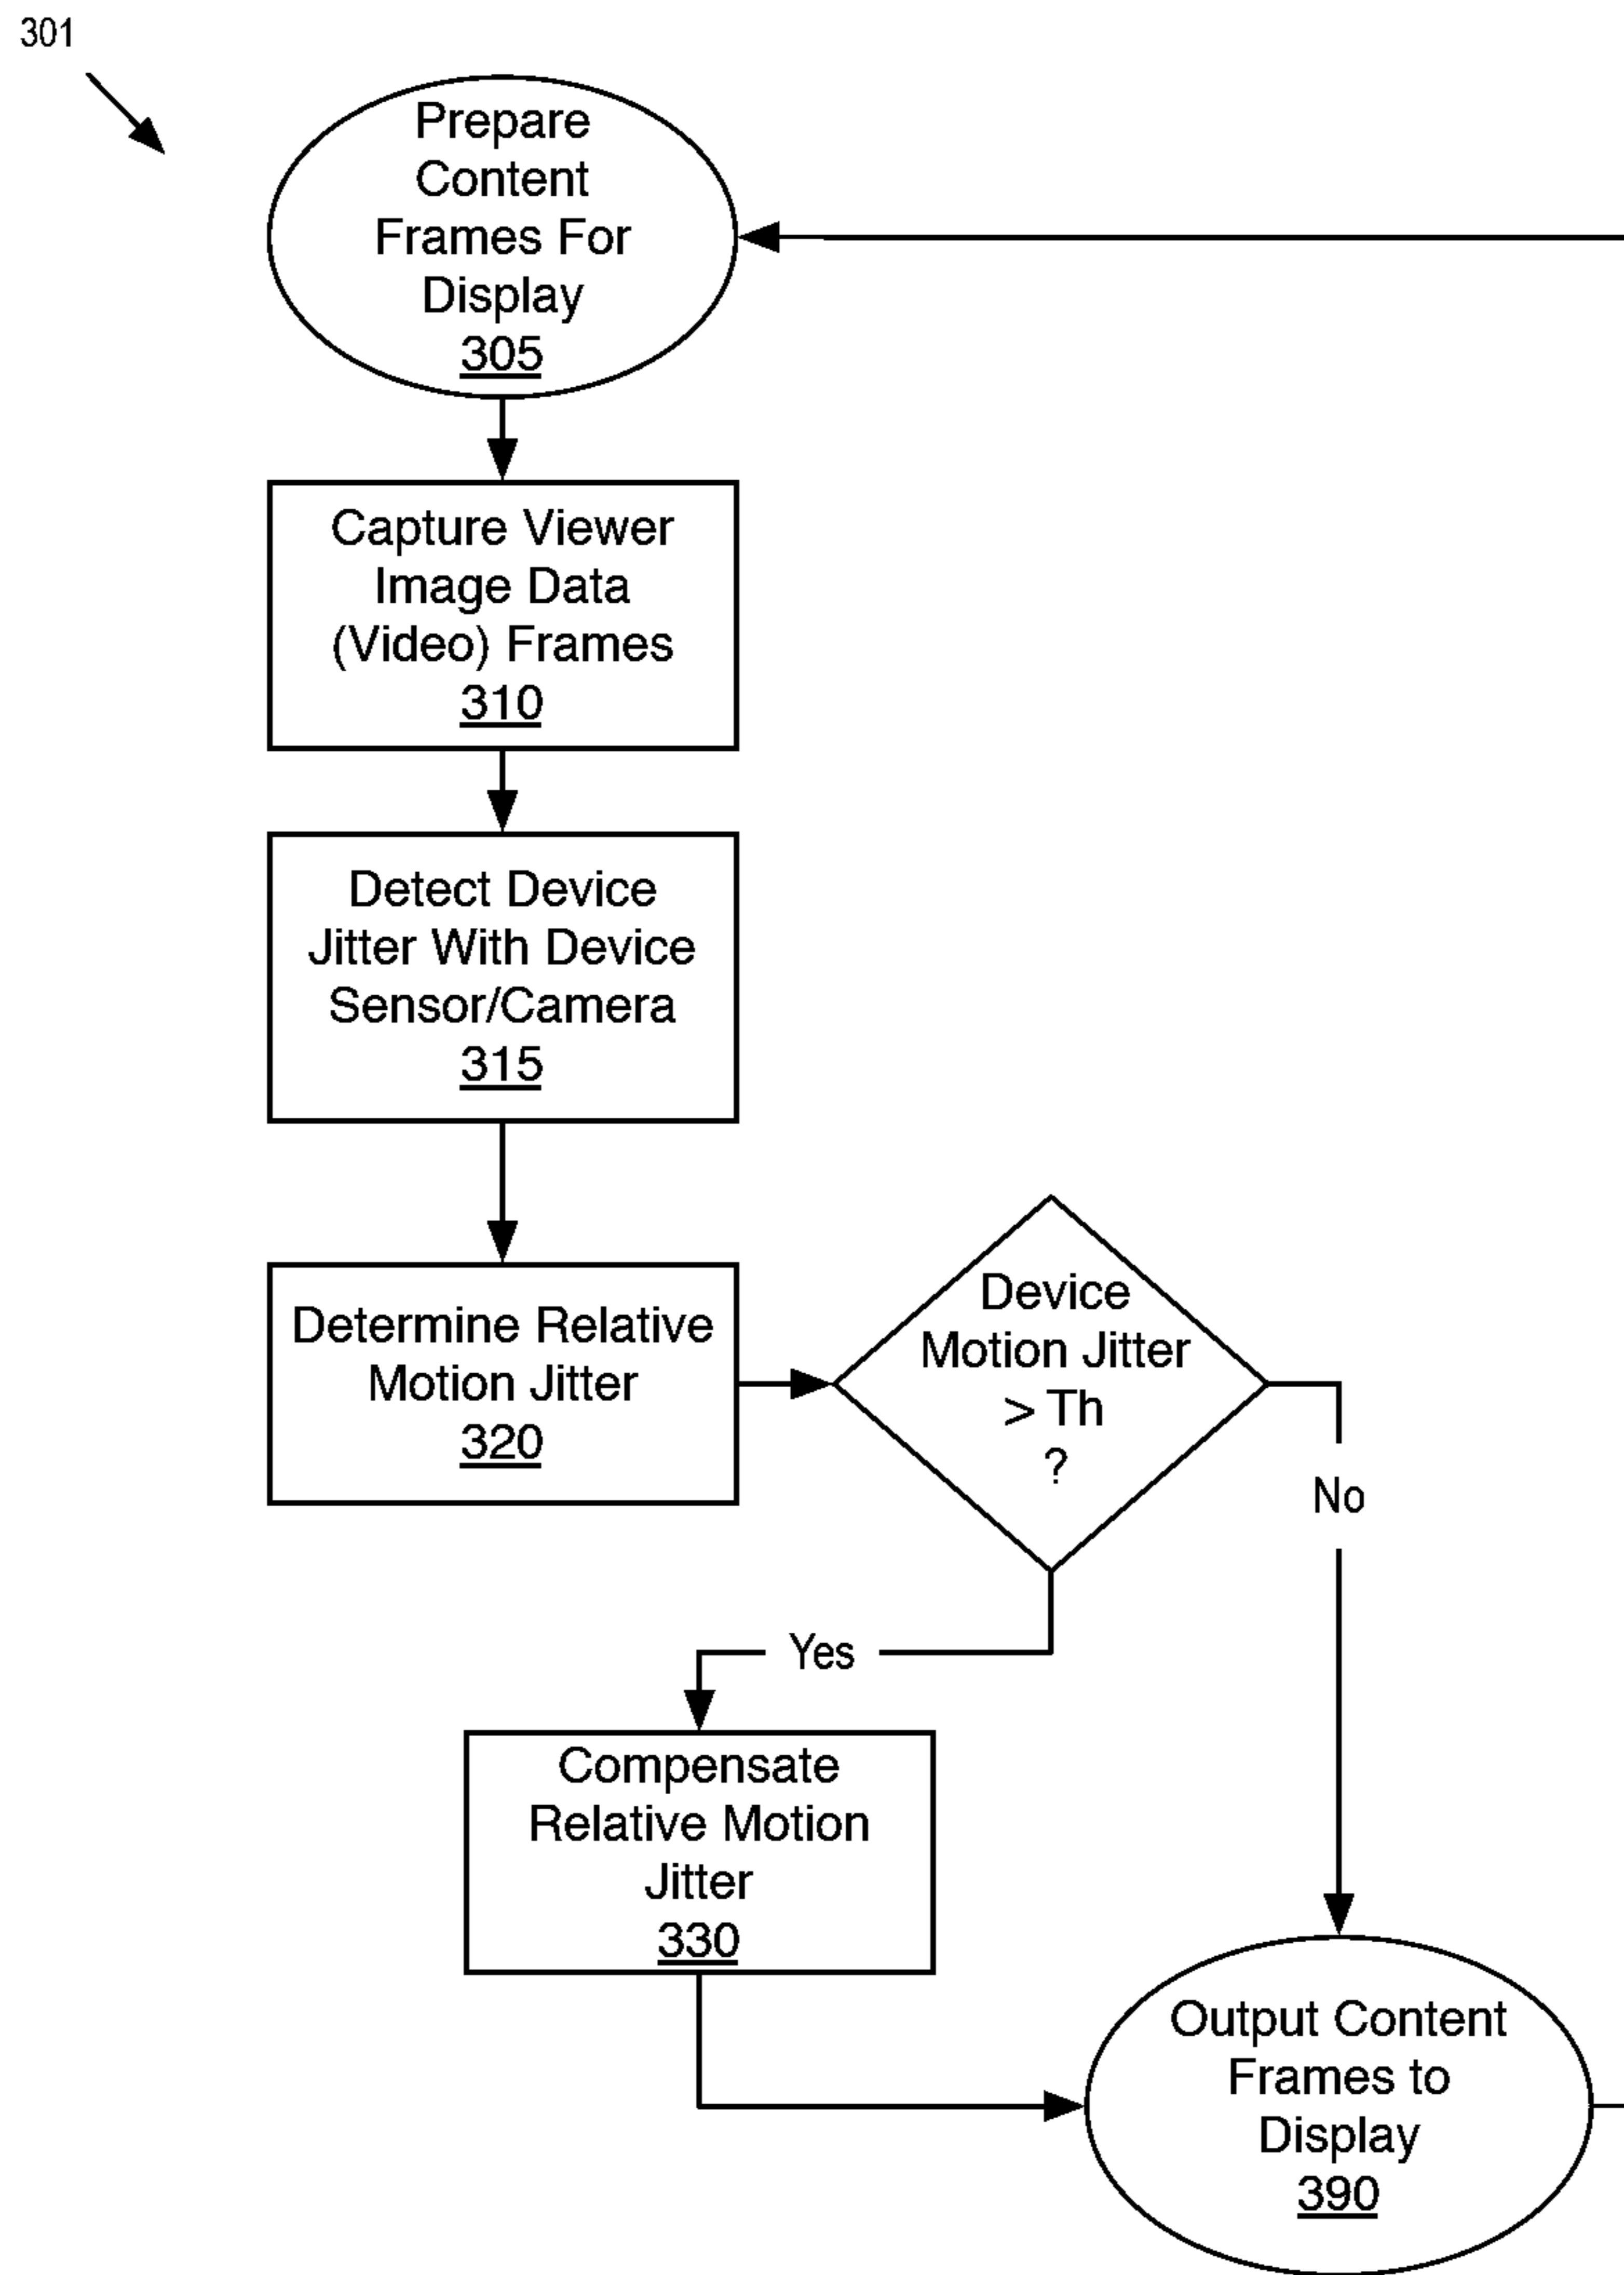 301
Prepare
Content
Frames For
Display
305
Capture Viewer
Image Data
(Video) Frames
310
Detect Device
Jitter With Device
Sensor/Camera
315
Determine Relative
Motion Jitter
320
Device
Motion Jitter
> Th
?
No
Yes
Compensate
Relative Motion
Jitter
330
Output Content
Frames to
Display
390